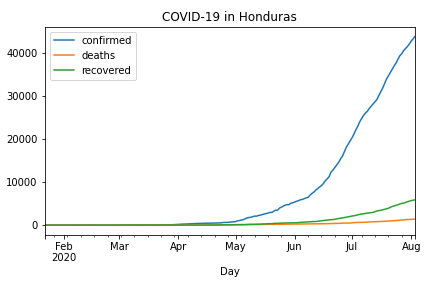 COVID-19 in Honduras
confirmed
deaths
recovered
40000
30000
20000
10000
0
Feb Mar Apr May Jun Jul Aug
2020
Day